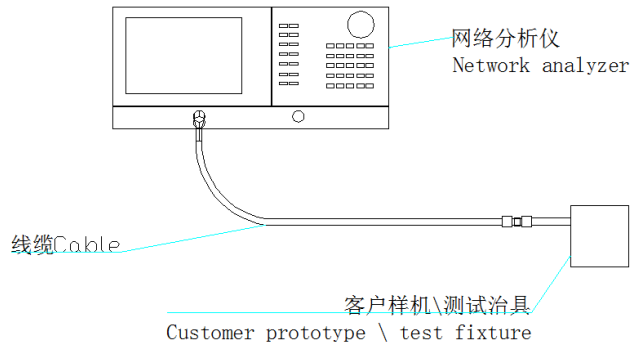 网络分析仪
Network analyzer
线缆Cable
客户样机\测试治具
Customer prototype \ test fixture